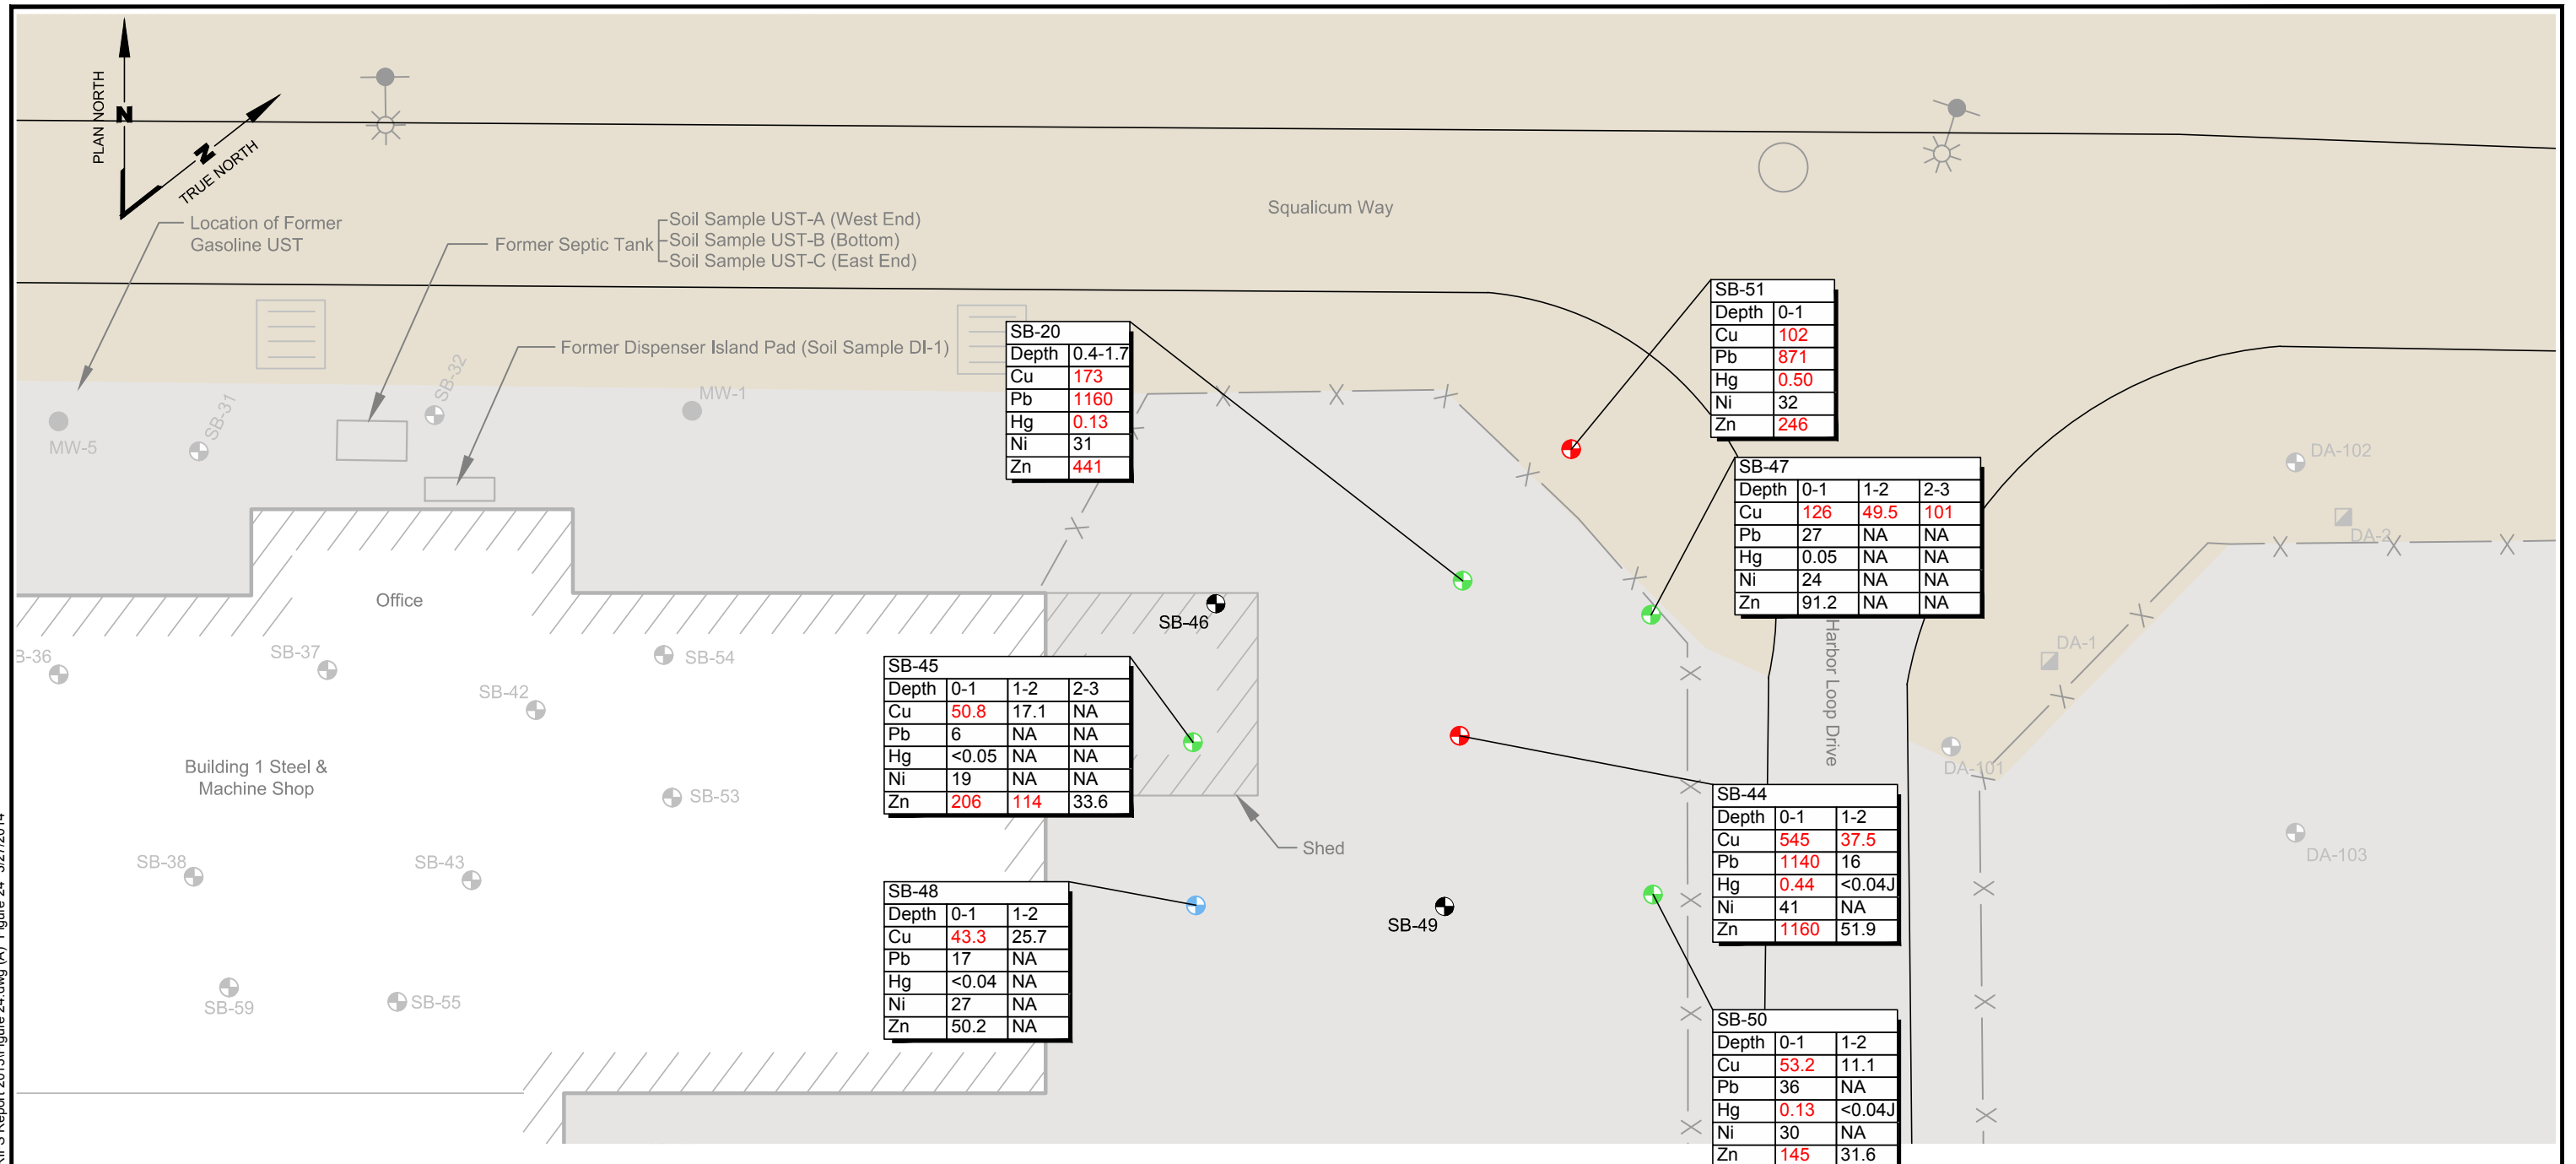 PLAN NORTH
N
N
TRUE NORTH
Location of Former
Gasoline UST
Former Septic Tank
Soil Sample UST-A (West End)
Soil Sample UST-B (Bottom)
Soil Sample UST-C (East End)
Squalicum Way
Former Dispenser Island Pad (Soil Sample DI-1)
SB-51
Depth 0-1
Cu 102
Pb 871
Hg 0.50
Ni 32
Zn 246
SB-20
Depth 0.4-1.7
Cu 173
Pb 1160
Hg 0.13
Ni 31
Zn 441
MW-5
SB-31
SB-32
MW-1
SB-47
Depth 0-1 1-2 2-3
Cu 126 49.5 101
Pb 27 NA NA
Hg 0.05 NA NA
Ni 24 NA NA
Zn 91.2 NA NA
DA-102
DA-2
Office
SB-46
Harbor Loop Drive
DA-1
SB-37
SB-54
SB-42
SB-45
Depth 0-1 1-2 2-3
Cu 50.8 17.1 NA
Pb 6 NA NA
Hg <0.05 NA NA
Ni 19 NA NA
Zn 206 114 33.6
Building 1 Steel &
Machine Shop
SB-53
DA-101
Shed
SB-44
Depth 0-1 1-2
Cu 545 37.5
Pb 1140 16
Hg 0.44 <0.04J
Ni 41 NA
Zn 1160 51.9
DA-103
SB-38
SB-43
SB-48
Depth 0-1 1-2
Cu 43.3 25.7
Pb 17 NA
Hg <0.04 NA
Ni 27 NA
Zn 50.2 NA
SB-49
SB-59
SB-55
SB-50
Depth 0-1 1-2
Cu 53.2 11.1
Pb 36 NA
Hg 0.13 <0.04J
Ni 30 NA
Zn 145 31.6